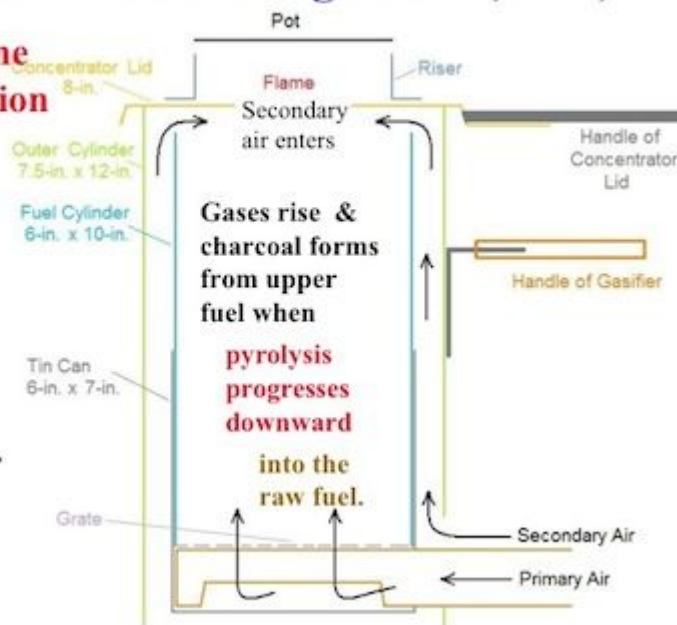 Pot
ne
Concentrator Lid
8-in.
ion
Riser
Flame
Secondary
air enters
Handle of
Concentrator
Lid
Outer Cylinder
7.5-in. x 12-in.
Fuel Cylinder
6-in. x 10-in.
Gases rise &
charcoal forms
from upper
fuel when
Handle of Gasifier
pyrolysis
progresses
downward
Tin Can
6-in. x 7-in.
into the
raw fuel.
Grate
Secondary Air
Primary Air